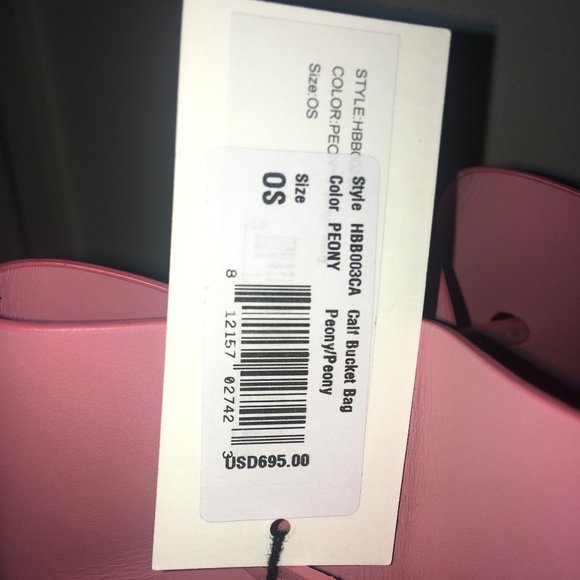 STYLE:HBB
COLOR:PEO
Size:OS
Style HBB003CA Calf Bucket Bag
Color PEONY Peony/Peony
Size
OS
8 12157 02742 3
USD695.00